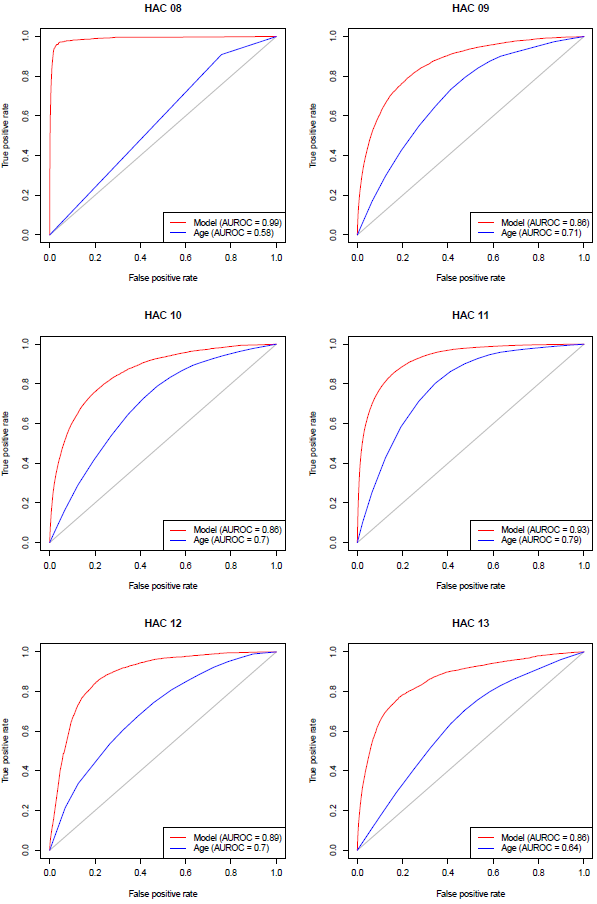 HAC 08
True positive rate
1.0
0.8
0.6
0.4
0.2
0.0
Model (AUROC = 0.99)
Age (AUROC = 0.58)
0.0 0.2 0.4 0.6 0.8 1.0
False positive rate
HAC 09
True positive rate
1.0
0.8
0.6
0.4
0.2
0.0
Model (AUROC = 0.86)
Age (AUROC = 0.71)
0.0 0.2 0.4 0.6 0.8 1.0
False positive rate
HAC 10
True positive rate
1.0
0.8
0.6
0.4
0.2
0.0
Model (AUROC = 0.86)
Age (AUROC = 0.7)
0.0 0.2 0.4 0.6 0.8 1.0
False positive rate
HAC 11
True positive rate
1.0
0.8
0.6
0.4
0.2
0.0
Model (AUROC = 0.93)
Age (AUROC = 0.79)
0.0 0.2 0.4 0.6 0.8 1.0
False positive rate
HAC 12
True positive rate
1.0
0.8
0.6
0.4
0.2
0.0
Model (AUROC = 0.89)
Age (AUROC = 0.7)
0.0 0.2 0.4 0.6 0.8 1.0
False positive rate
HAC 13
True positive rate
1.0
0.8
0.6
0.4
0.2
0.0
Model (AUROC = 0.86)
Age (AUROC = 0.64)
0.0 0.2 0.4 0.6 0.8 1.0
False positive rate